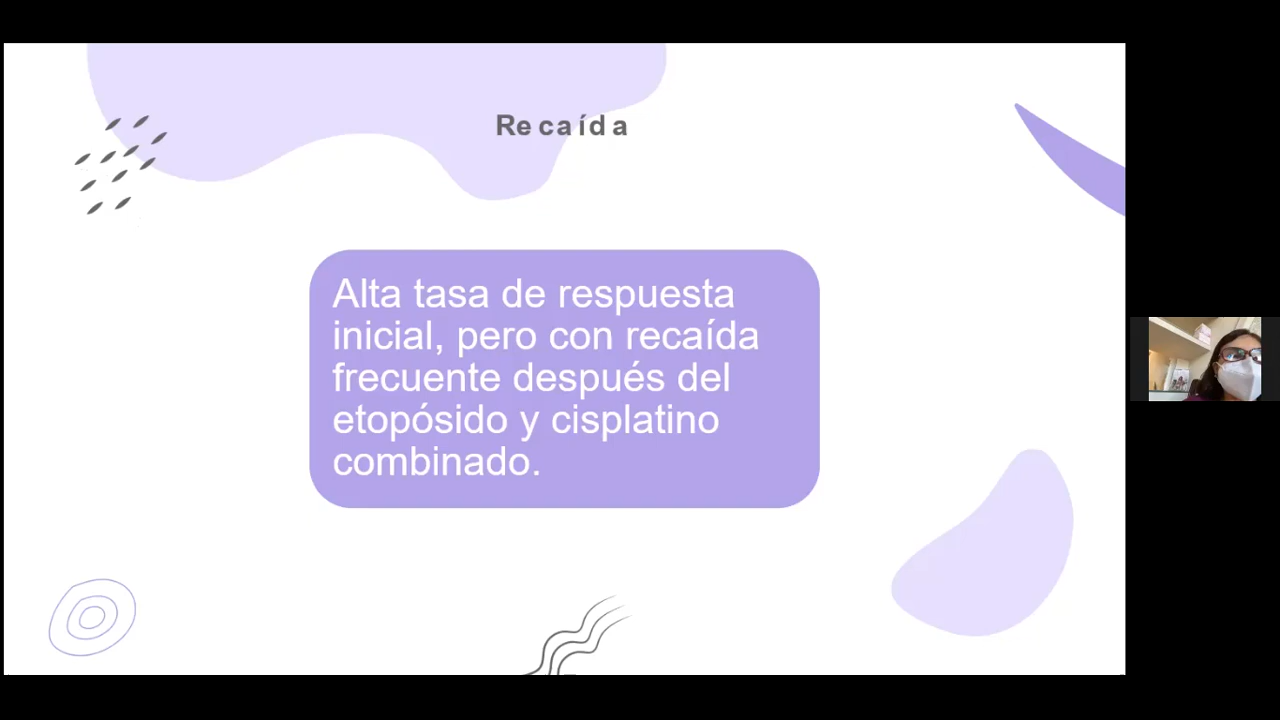 Recaída
Alta tasa de respuesta
inicial, pero con recaída
frecuente después del
etopósido y cisplatino
combinado.